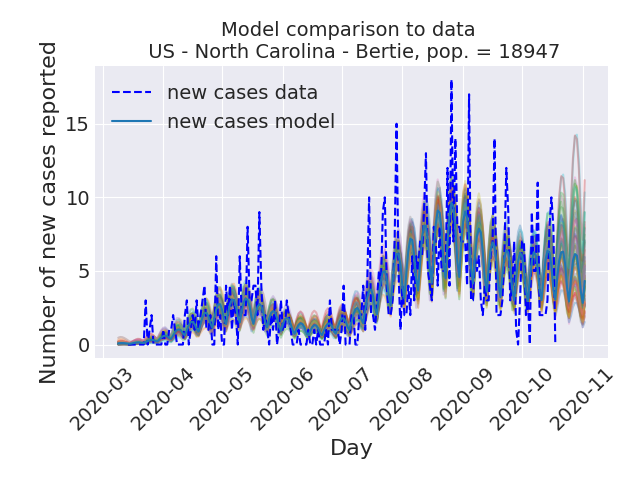 Model comparison to data
US - North Carolina - Bertie, pop. = 18947
Number of new cases reported
15
10
5
0
new cases data
new cases model
2020-03
2020-04
2020-05
2020-06
2020-07
2020-08
2020-09
2020-10
2020-11
Day